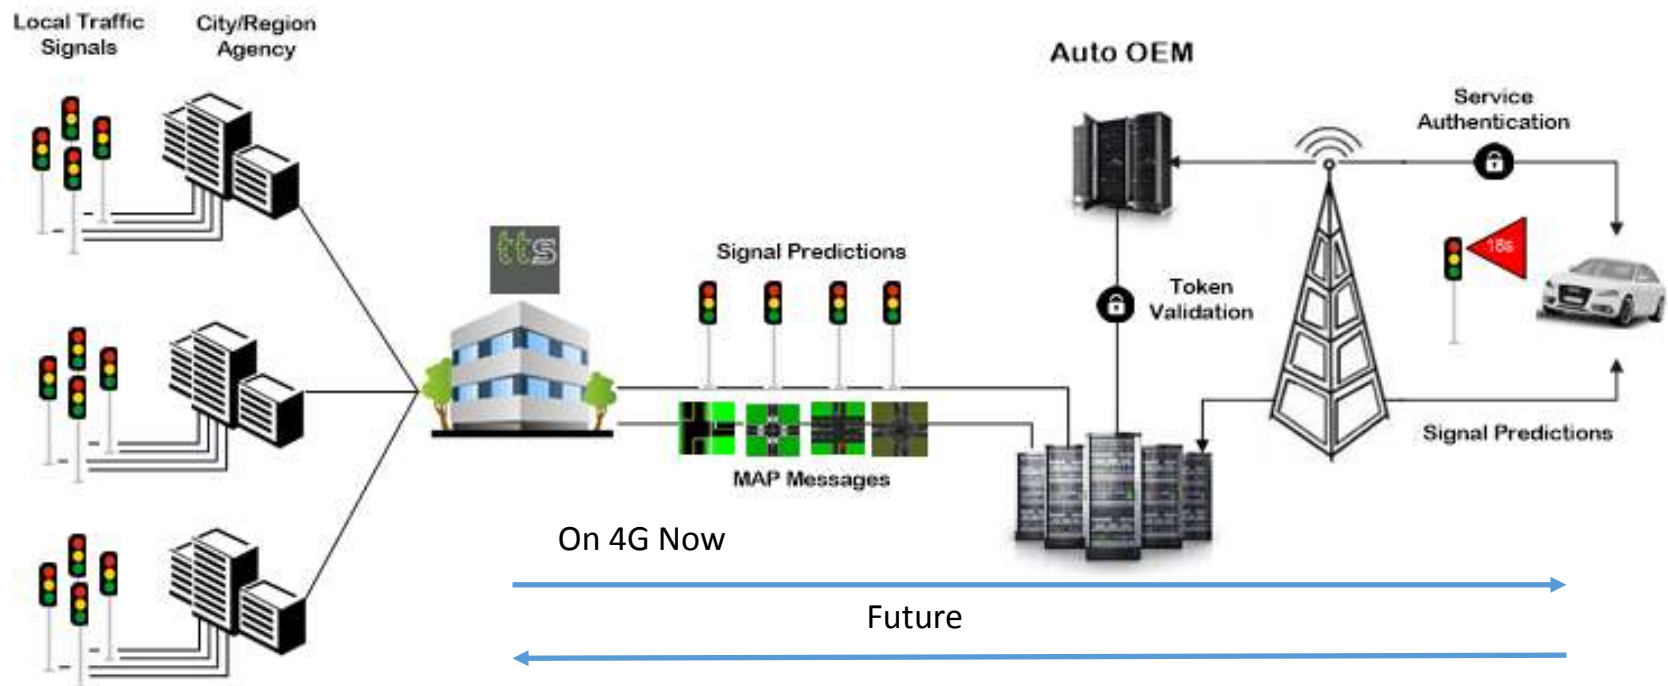 Local Traffic
Signals
City/Region
Agency
Auto OEM
Service
Authentication
tts
Signal Predictions
18s
Token
Validation
Signal Predictions
MAP Messages
On 4G Now
Future